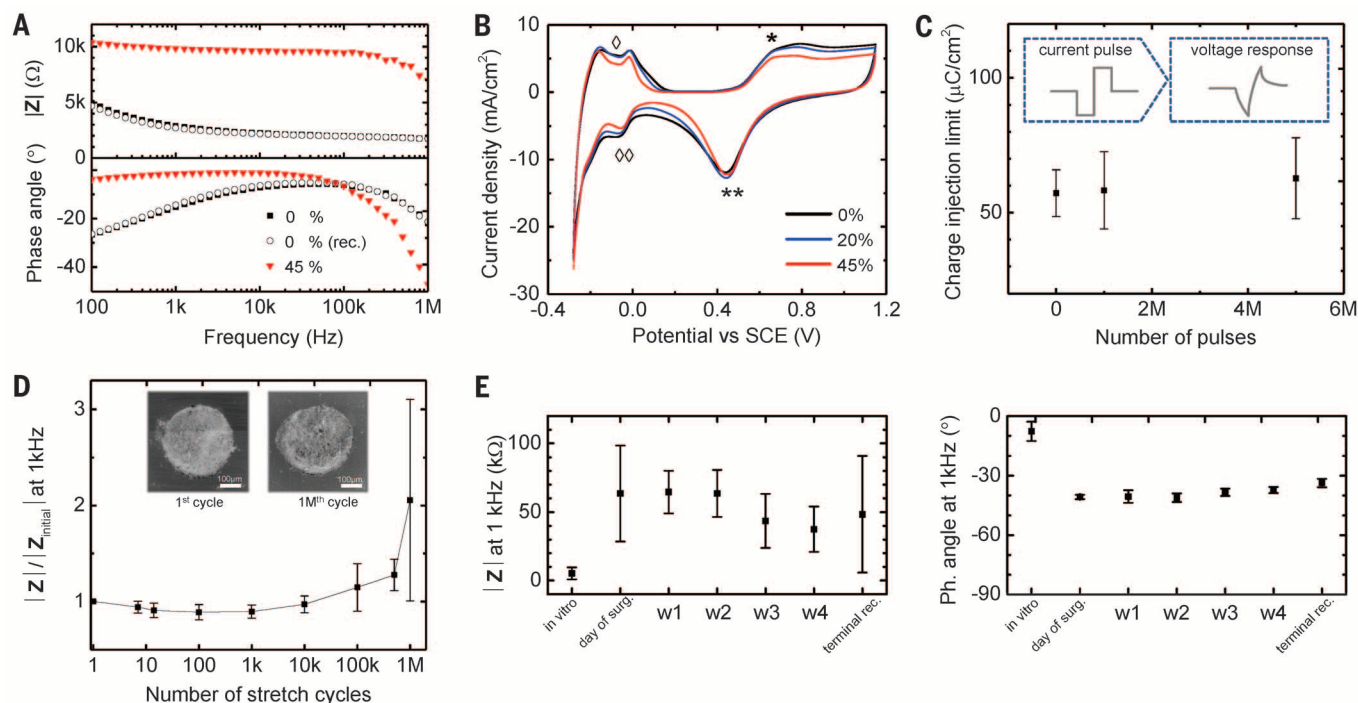 A
10k
5k
0
|Z| (Ω)
-20
-40
Phase angle (°)
0 %
0 % (rec.)
45 %
100 1k 10k 100k 1M
Frequency (Hz)
B
10
0
-10
-20
-30
Current density (mA/cm²)
◊
*
◊◊
**
0%
20%
45%
-0.4 0.0 0.4 0.8 1.2
Potential vs SCE (V)
C
100
50
Charge injection limit (μC/cm²)
current pulse voltage response
0 2M 4M 6M
Number of pulses
D
3
2
1
|Z| / |Z initial| at 1kHz
100μm 100μm
1st cycle 1Mth cycle
1 10 100 1k 10k 100k 1M
Number of stretch cycles
E
100
50
0
|Z| at 1 kHz (kΩ)
in vitro day of surg. w1 w2 w3 w4 terminal rec.
0
-30
-60
-90
Ph. angle at 1kHz (°)
in vitro day of surg. w1 w2 w3 w4 terminal rec.